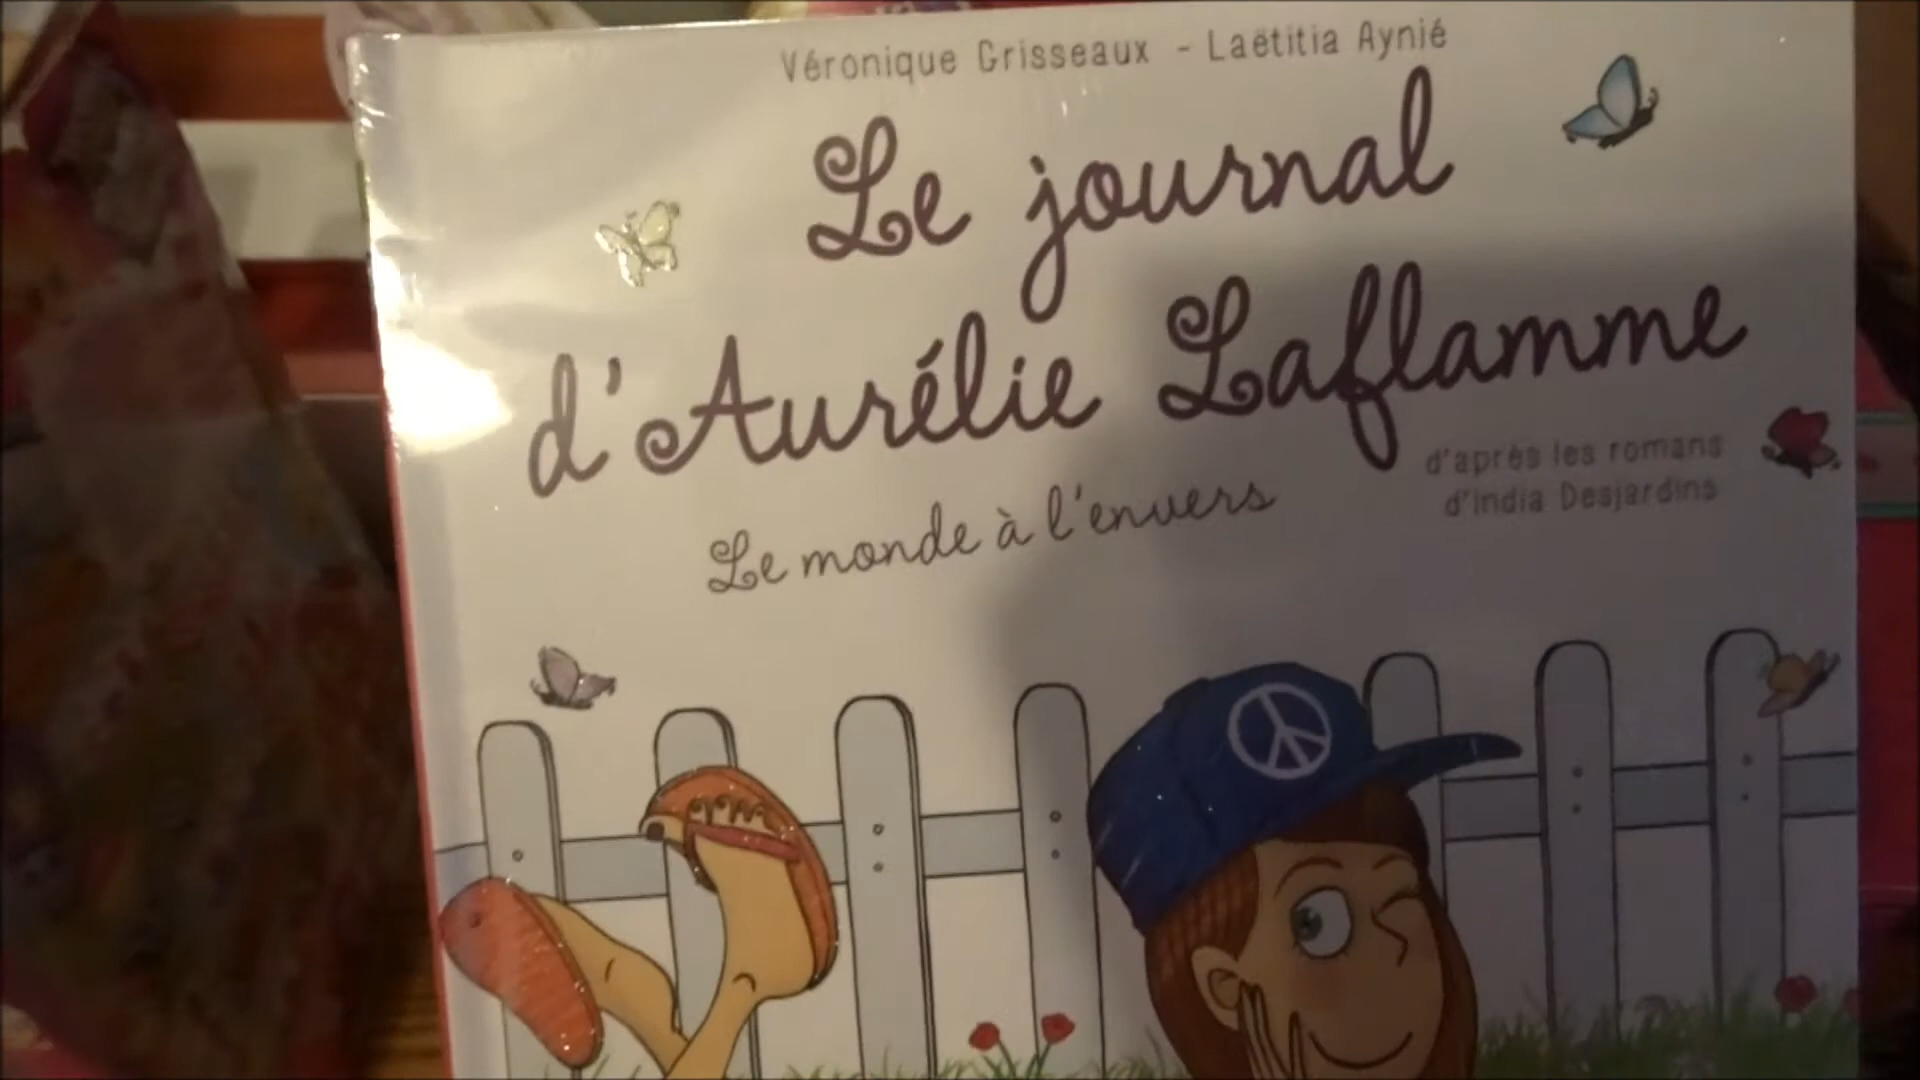 Véronique Grisseaux - Laëtitia Aynié
Le journal
d'Aurélie Laflamme
Le monde à l'envers
d'après les romans
d'India Desjardins